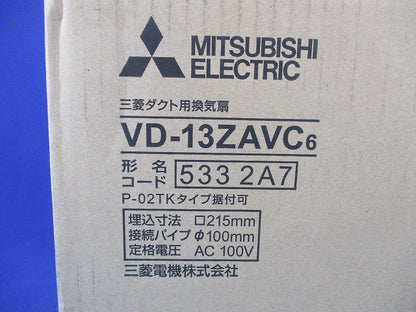 MITSUBISHI
ELECTRIC
三菱ダクト用換気扇
VD-13ZAVC6
形名
コード 533 2A7
P-02TKタイプ据付可
埋込寸法 □215mm
接続パイプ φ100mm
定格電圧 AC 100V
三菱電機株式会社